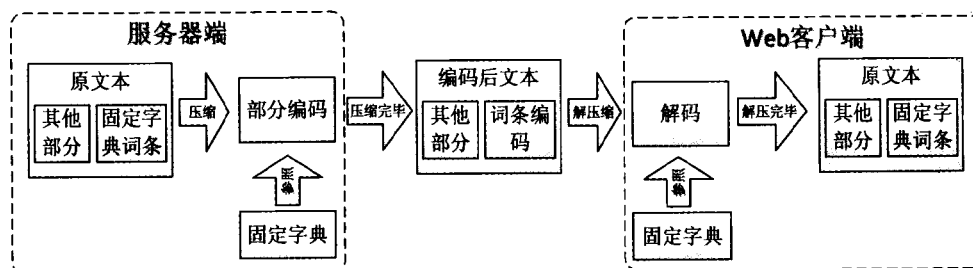 服务器端
原文本
其他
部分
固定字
典词条
压缩
部分编码
参照
固定字典
压缩完毕
编码后文本
其他
部分
词条编
码
解压缩
Web客户端
解码
参照
固定字典
解压完毕
原文本
其他
部分
固定字
典词条